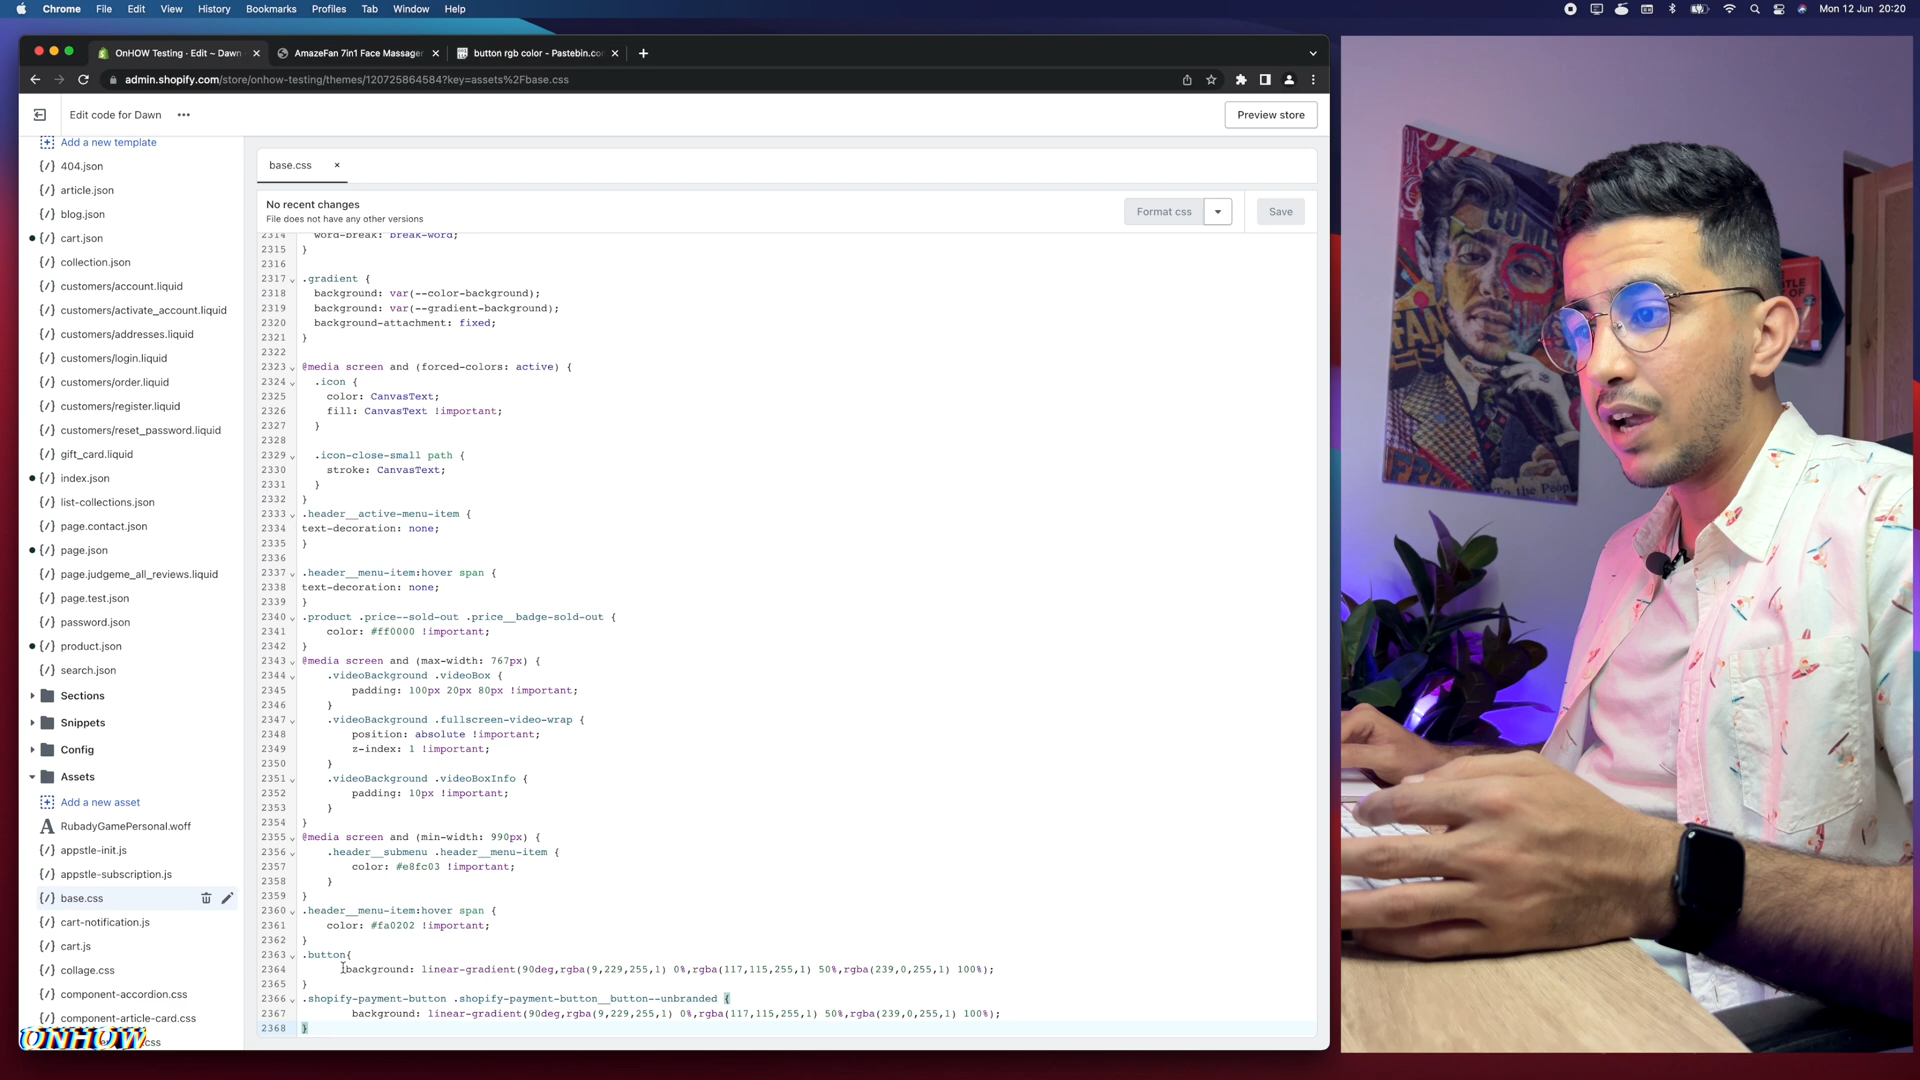 Chrome File Edit View History Bookmarks Profiles Tab Window Help
Mon 12 Jun 20:20
OnHOW Testing · Edit ~ Dawn
AmazeFan 7in1 Face Massager
button rgb color - Pastebin.co
admin.shopify.com/store/onhow-testing/themes/120725864584?key=assets%2Fbase.css
Edit code for Dawn
Preview store
Add a new template
{/} 404.json
{/} article.json
{/} blog.json
{/} cart.json
{/} collection.json
{/} customers/account.liquid
{/} customers/activate_account.liquid
{/} customers/addresses.liquid
{/} customers/login.liquid
{/} customers/order.liquid
{/} customers/register.liquid
{/} customers/reset_password.liquid
{/} gift_card.liquid
{/} index.json
{/} list-collections.json
{/} page.contact.json
{/} page.json
{/} page.judgeme_all_reviews.liquid
{/} page.test.json
{/} password.json
{/} product.json
{/} search.json
Sections
Snippets
Config
Assets
Add a new asset
RubadyGamePersonal.woff
{/} appstle-init.js
{/} appstle-subscription.js
{/} base.css
{/} cart-notification.js
{/} cart.js
{/} collage.css
{/} component-accordion.css
{/} component-article-card.css
ONHOW
css
base.css
No recent changes
File does not have any other versions
Format css
Save
2314 word-break: break-word;
2315 }
2316
2317 .gradient {
2318 background: var(--color-background);
2319 background: var(--gradient-background);
2320 background-attachment: fixed;
2321 }
2322
2323 @media screen and (forced-colors: active) {
2324 .icon {
2325 color: CanvasText;
2326 fill: CanvasText !important;
2327 }
2328
2329 .icon-close-small path {
2330 stroke: CanvasText;
2331 }
2332 }
2333 .header__active-menu-item {
2334 text-decoration: none;
2335 }
2336
2337 .header__menu-item:hover span {
2338 text-decoration: none;
2339 }
2340 .product .price--sold-out .price__badge-sold-out {
2341 color: #ff0000 !important;
2342 }
2343 @media screen and (max-width: 767px) {
2344 .videoBackground .videoBox {
2345 padding: 100px 20px 80px !important;
2346 }
2347 .videoBackground .fullscreen-video-wrap {
2348 position: absolute !important;
2349 z-index: 1 !important;
2350 }
2351 .videoBackground .videoBoxInfo {
2352 padding: 10px !important;
2353 }
2354 }
2355 @media screen and (min-width: 990px) {
2356 .header__submenu .header__menu-item {
2357 color: #e8fc03 !important;
2358 }
2359 }
2360 .header__menu-item:hover span {
2361 color: #fa0202 !important;
2362 }
2363 .button{
2364 background: linear-gradient(90deg,rgba(9,229,255,1) 0%,rgba(117,115,255,1) 50%,rgba(239,0,255,1) 100%);
2365 }
2366 .shopify-payment-button .shopify-payment-button__button--unbranded {
2367 background: linear-gradient(90deg,rgba(9,229,255,1) 0%,rgba(117,115,255,1) 50%,rgba(239,0,255,1) 100%);
2368 }